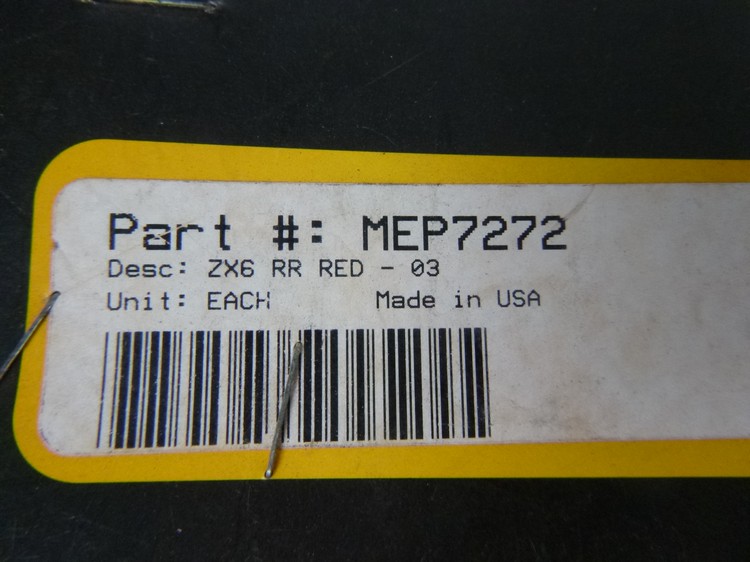 Part #: MEP7272
Desc: ZX6 RR RED - 03
Unit: EACH Made in USA